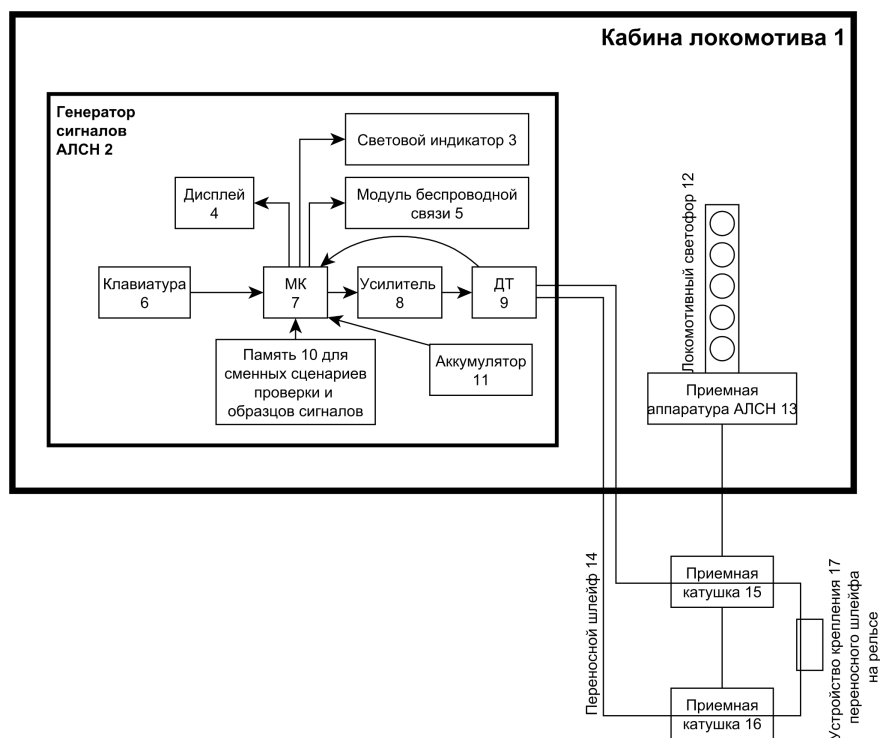 Кабина локомотива 1
Генератор
сигналов
АЛСН 2
Световой индикатор 3
Дисплей
4
Модуль беспроводной
связи 5
Клавиатура
6
МК
7
Усилитель
8
ДТ
9
Память 10 для
сменных сценариев
проверки и
образцов сигналов
Аккумулятор
11
Локомотивный светофор 12
Приемная
аппаратура АЛСН 13
Переносной шлейф 14
Приемная
катушка 15
Приемная
катушка 16
Устройство крепления 17
переносного шлейфа
на рельсе